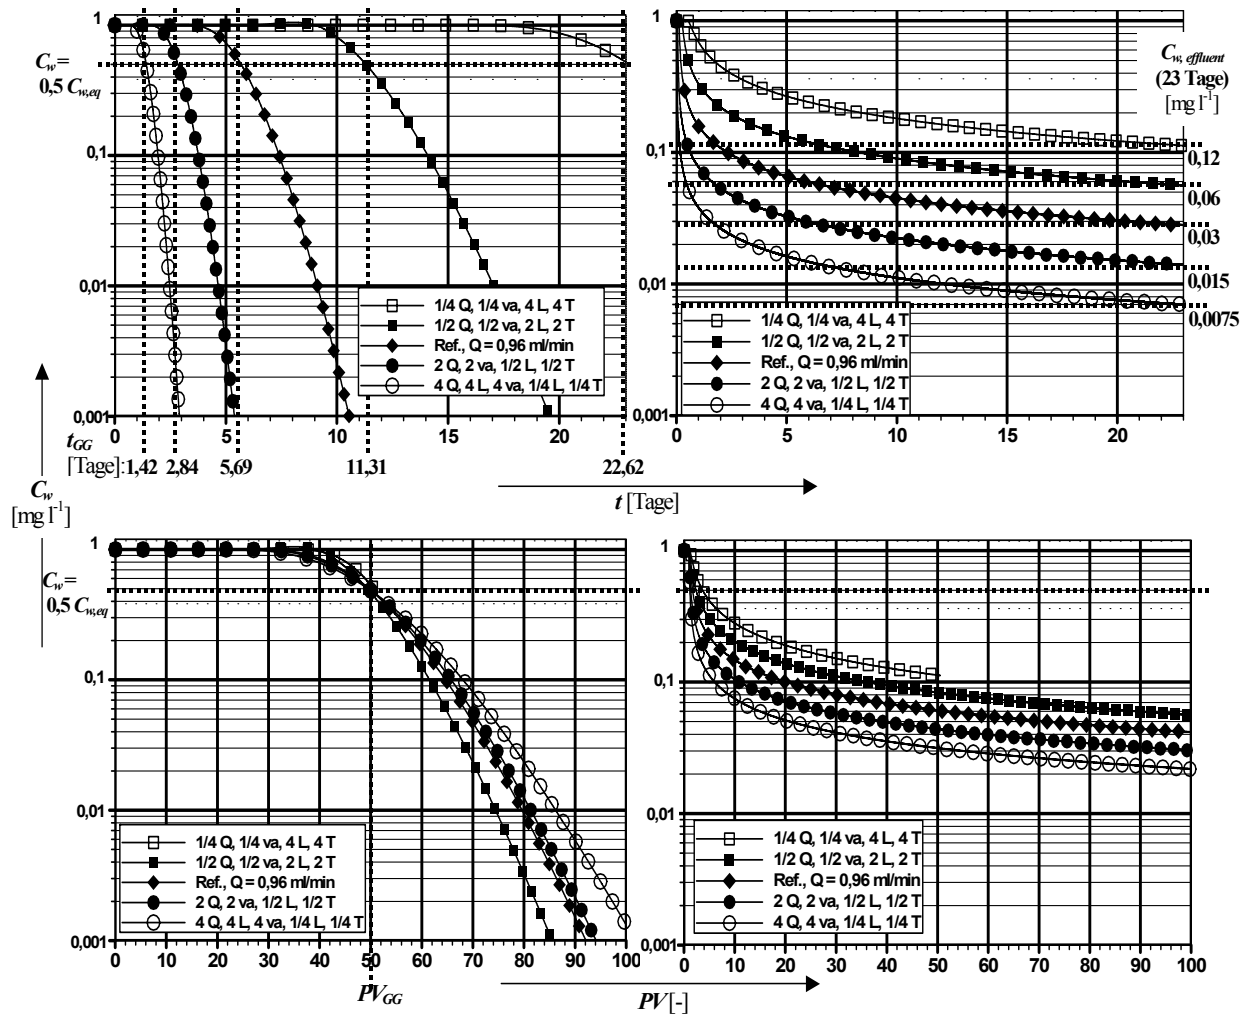 1
0,1
0,01
0,001
C_w =
0,5 C_w,eq
1/4 Q, 1/4 va, 4 L, 4 T
1/2 Q, 1/2 va, 2 L, 2 T
Ref., Q = 0,96 ml/min
2 Q, 2 va, 1/2 L, 1/2 T
4 Q, 4 L, 4 va, 1/4 L, 1/4 T
0 5 10 15 20
t_GG
[Tage]: 1,42 2,84 5,69 11,31 22,62
1
0,1
0,01
0,001
C_w, effluent
(23 Tage)
[mg l⁻¹]
0,12
0,06
0,03
0,015
0,0075
1/4 Q, 1/4 va, 4 L, 4 T
1/2 Q, 1/2 va, 2 L, 2 T
Ref., Q = 0,96 ml/min
2 Q, 2 va, 1/2 L, 1/2 T
4 Q, 4 va, 1/4 L, 1/4 T
0 5 10 15 20
t [Tage]
C_w
[mg l⁻¹]
1
0,1
0,01
0,001
C_w =
0,5 C_w,eq
1/4 Q, 1/4 va, 4 L, 4 T
1/2 Q, 1/2 va, 2 L, 2 T
Ref., Q = 0,96 ml/min
2 Q, 2 va, 1/2 L, 1/2 T
4 Q, 4 L, 4 va, 1/4 L, 1/4 T
0 10 20 30 40 50 60 70 80 90 100
PV_GG
1
0,1
0,01
0,001
1/4 Q, 1/4 va, 4 L, 4 T
1/2 Q, 1/2 va, 2 L, 2 T
Ref., Q = 0,96 ml/min
2 Q, 2 va, 1/2 L, 1/2 T
4 Q, 4 va, 1/4 L, 1/4 T
0 10 20 30 40 50 60 70 80 90 100
PV [-]